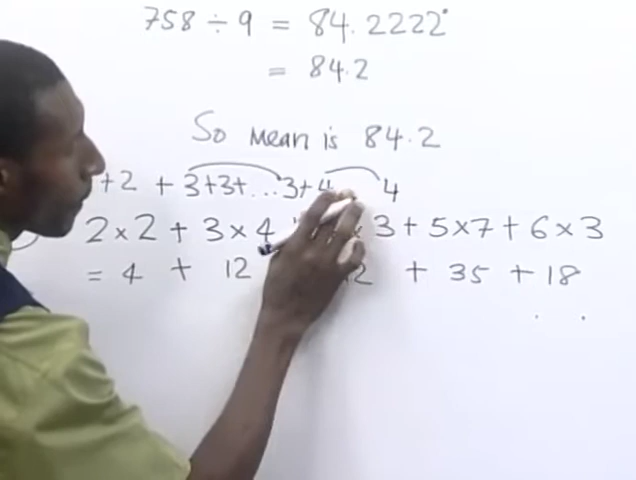 758 ÷ 9 = 84.2222
= 84.2
So mean is 84.2
+2 + 3+3+...3+4 4
2×2 + 3×4 3 + 5×7 + 6×3
= 4 + 12 2 + 35 + 18